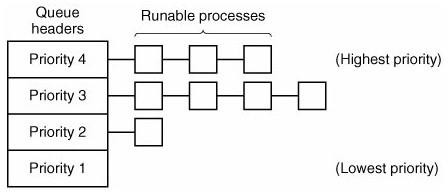 Queue
headers
Runable processes
Priority 4
(Highest priority)
Priority 3
Priority 2
Priority 1
(Lowest priority)